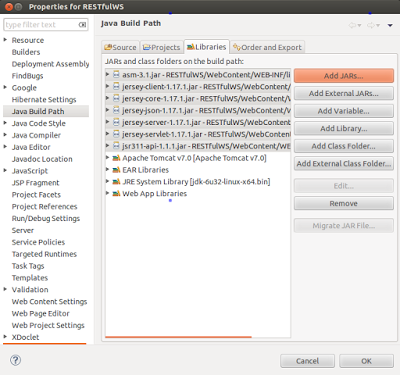 Properties for RESTfulWS
type filter text
Resource
Builders
Deployment Assembly
FindBugs
Google
Hibernate Settings
Java Build Path
Java Code Style
Java Compiler
Java Editor
Javadoc Location
JavaScript
JSP Fragment
Project Facets
Project References
Run/Debug Settings
Server
Service Policies
Targeted Runtimes
Task Tags
Templates
Validation
Web Content Settings
Web Page Editor
Web Project Settings
XDoclet
Java Build Path
Source Projects Libraries Order and Export
JARs and class folders on the build path:
asm-3.1.jar - RESTfulWS/WebContent/WEB-INF/li
jersey-client-1.17.1.jar - RESTfulWS/WebContent/
jersey-core-1.17.1.jar - RESTfulWS/WebContent/W
jersey-json-1.17.1.jar - RESTfulWS/WebContent/W
jersey-server-1.17.1.jar - RESTfulWS/WebContent/
jersey-servlet-1.17.1.jar - RESTfulWS/WebContent
jsr311-api-1.1.1.jar - RESTfulWS/WebContent/WE
Apache Tomcat v7.0 [Apache Tomcat v7.0]
EAR Libraries
JRE System Library [jdk-6u32-linux-x64.bin]
Web App Libraries
Add JARs...
Add External JARs...
Add Variable...
Add Library...
Add Class Folder...
Add External Class Folder...
Edit...
Remove
Migrate JAR File...
?
Cancel
OK